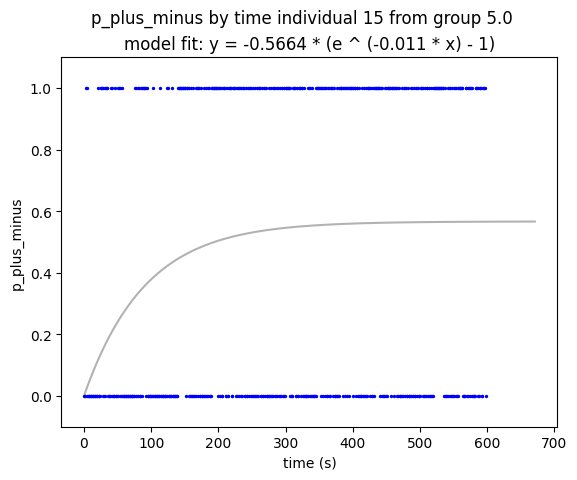 p_plus_minus by time individual 15 from group 5.0
model fit: y = -0.5664 * (e ^ (-0.011 * x) - 1)
1.0
0.8
0.6
0.4
0.2
0.0
p_plus_minus
0 100 200 300 400 500 600 700
time (s)